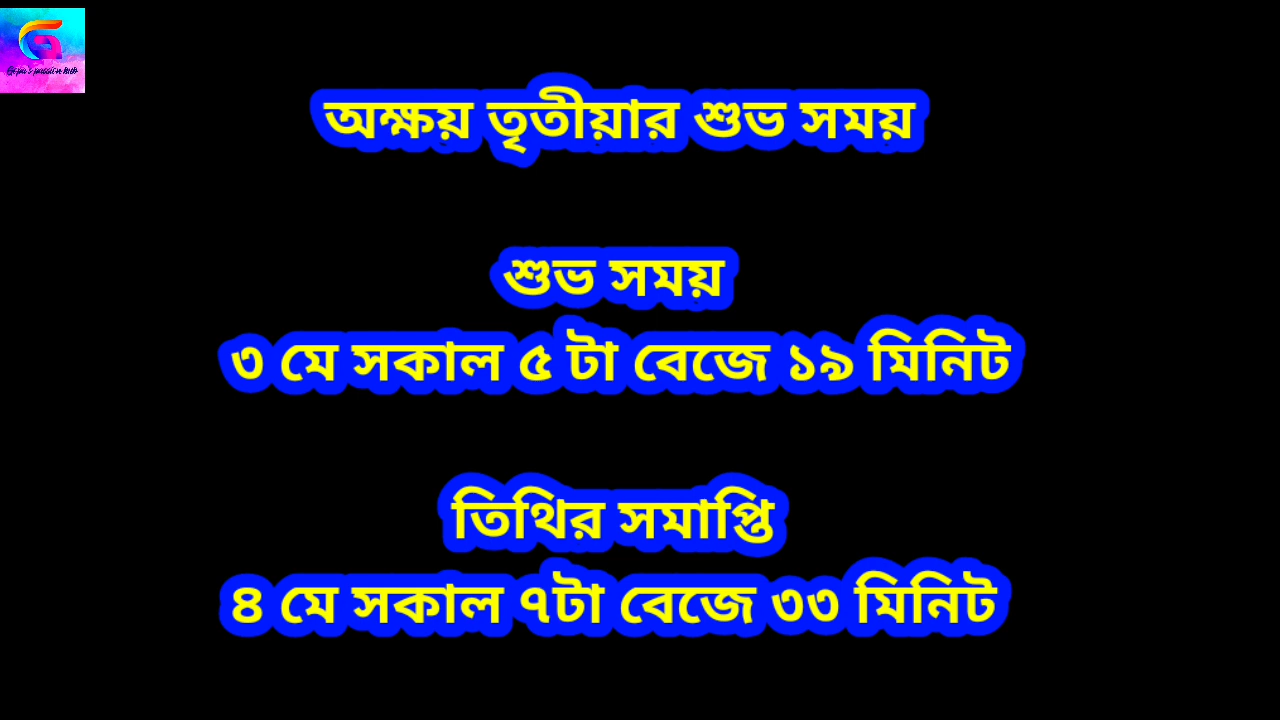 অক্ষয় তৃতীয়ার শুভ সময়
শুভ সময়
৩ মে সকাল ৫ টা বেজে ১৯ মিনিট
তিথির সমাপ্তি
৪ মে সকাল ৭টা বেজে ৩৩ মিনিট